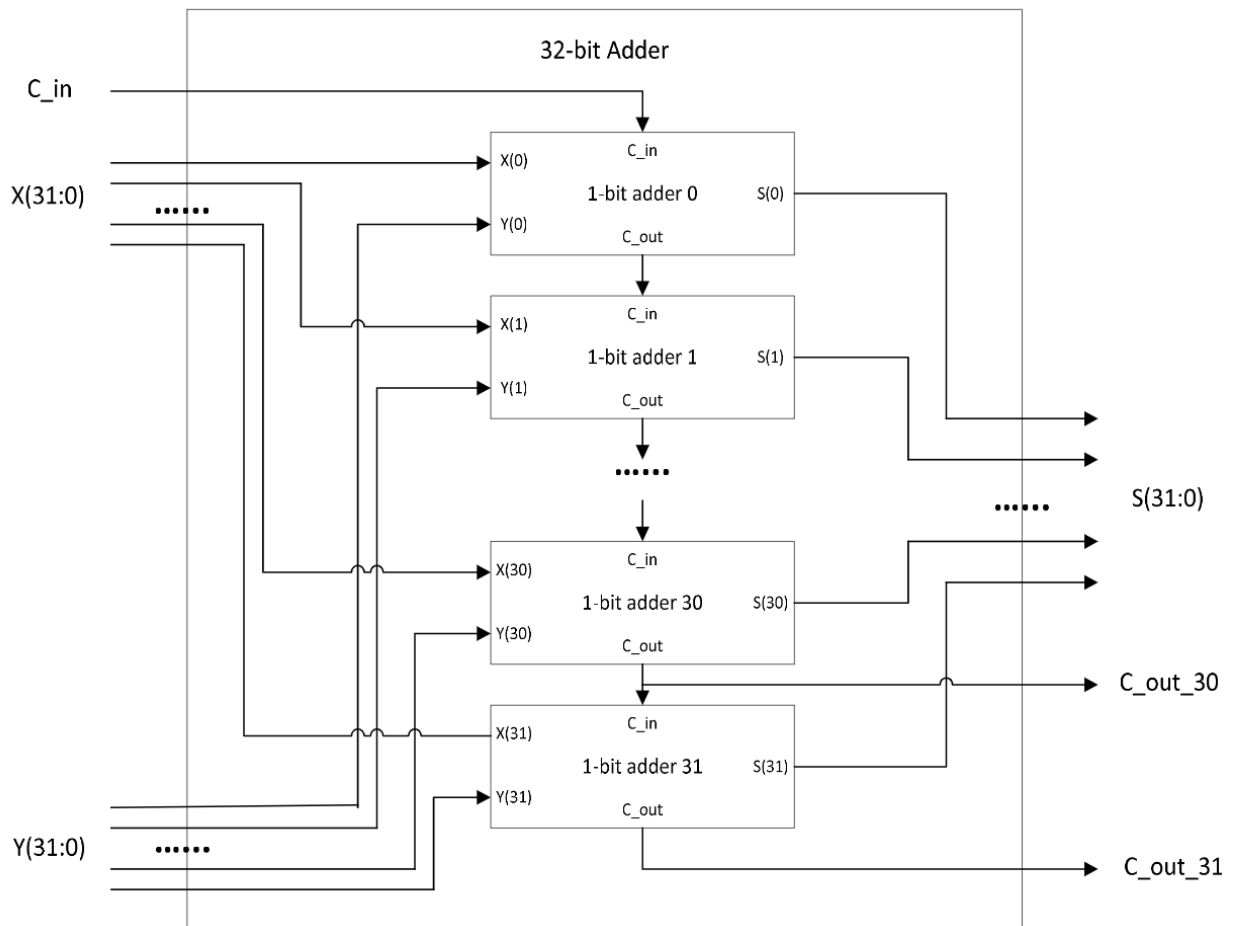 32-bit Adder
C_in
C_in
X(0)
X(31:0)
1-bit adder 0
S(0)
......
Y(0)
C_out
C_in
X(1)
1-bit adder 1
S(1)
Y(1)
C_out
......
S(31:0)
......
C_in
X(30)
1-bit adder 30
S(30)
Y(30)
C_out
C_out_30
C_in
X(31)
1-bit adder 31
S(31)
Y(31)
C_out
Y(31:0)
......
C_out_31